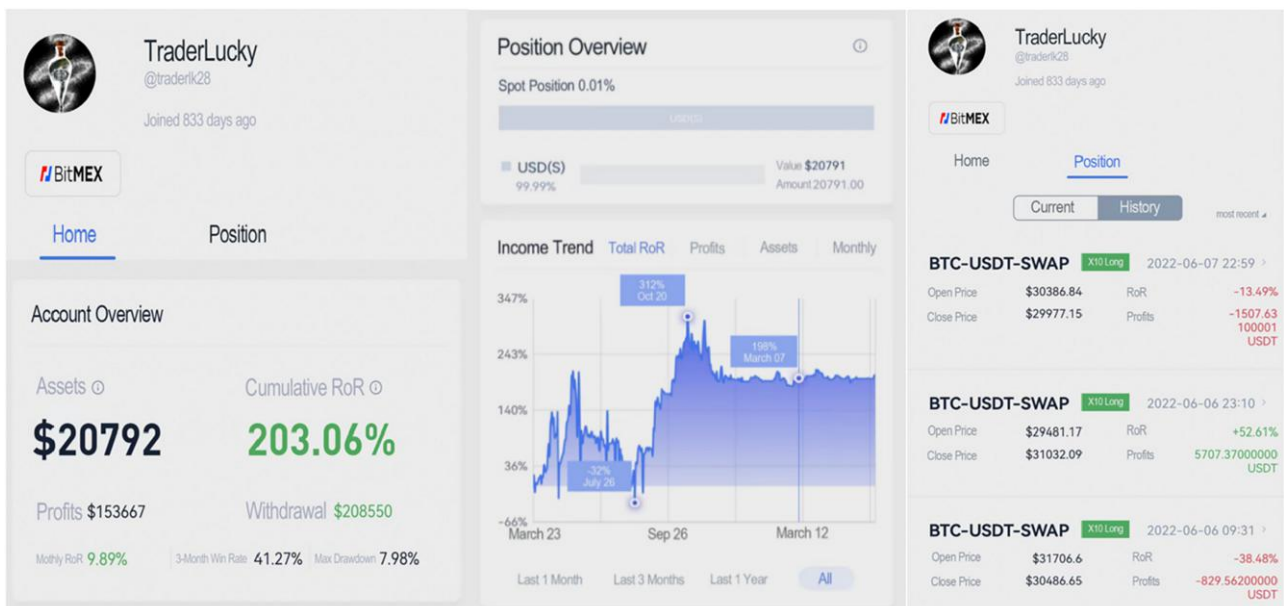 TraderLucky
@traderlk28
Joined 833 days ago
BitMEX
Home Position
Account Overview
Assets Cumulative RoR
$20792 203.06%
Profits $153667 Withdrawal $208550
Mothly RoR 9.89% 3-Month Win Rate 41.27% Max Drawdown 7.98%
Position Overview
Spot Position 0.01%
USD(S)
USD(S) Value $20791
99.99% Amount 20791.00
Income Trend Total RoR Profits Assets Monthly
347%
312%
Oct 20
243%
198%
March 07
140%
36%
-32%
July 26
-66%
March 23 Sep 26 March 12
Last 1 Month Last 3 Months Last 1 Year All
TraderLucky
@traderlk28
Joined 833 days ago
BitMEX
Home Position
Current History most recent
BTC-USDT-SWAP X10 Long 2022-06-07 22:59 >
Open Price $30386.84 RoR -13.49%
Close Price $29977.15 Profits -1507.63
100001
USDT
BTC-USDT-SWAP X10 Long 2022-06-06 23:10 >
Open Price $29481.17 RoR +52.61%
Close Price $31032.09 Profits 5707.37000000
USDT
BTC-USDT-SWAP X10 Long 2022-06-06 09:31 >
Open Price $31706.6 RoR -38.48%
Close Price $30486.65 Profits -829.56200000
USDT